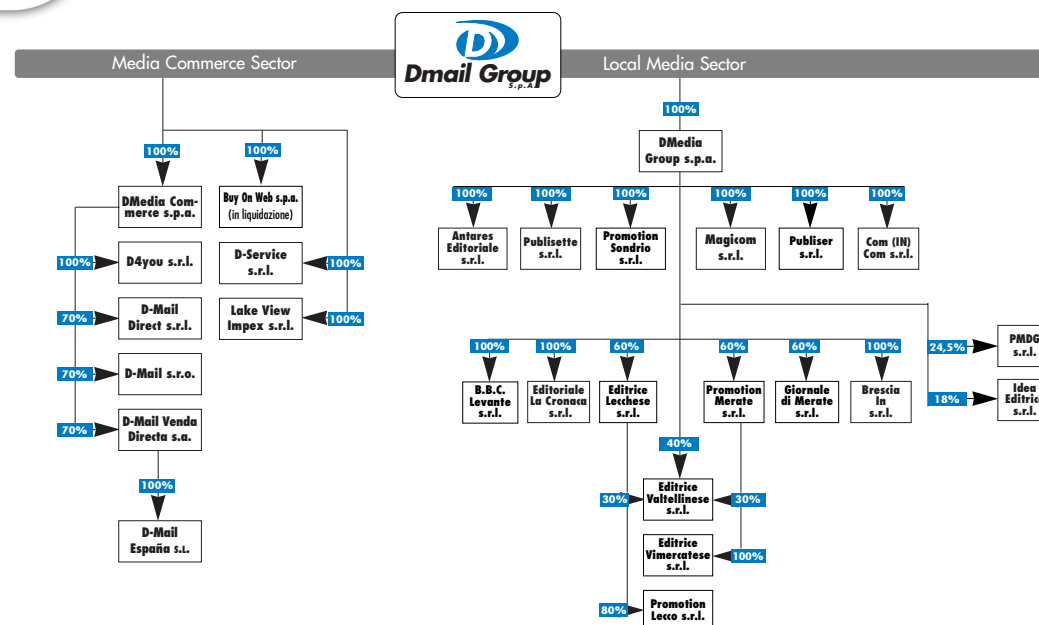 Media Commerce Sector
Dmail Group
S.p.A.
Local Media Sector
100%
100%
100%
DMedia Com-
merce s.p.a.
Buy On Web s.p.a.
(in liquidazione)
100%
D4you s.r.l.
D-Service
s.r.l.
100%
70%
D-Mail
Direct s.r.l.
Lake View
Impex s.r.l.
100%
70%
D-Mail s.r.o.
70%
D-Mail Venda
Directa s.a.
100%
D-Mail
España s.L.
DMedia
Group s.p.a.
100%
100%
100%
100%
100%
100%
Antares
Editoriale
s.r.l.
Publisette
s.r.l.
Promotion
Sondrio
s.r.l.
Magicom
s.r.l.
Publiser
s.r.l.
Com (IN)
Com s.r.l.
24,5%
PMDG
s.r.l.
18%
Idea
Editrice
s.r.l.
100%
100%
60%
60%
60%
100%
B.B.C.
Levante
s.r.l.
Editoriale
La Cronaca
s.r.l.
Editrice
Lecchese
s.r.l.
Promotion
Merate
s.r.l.
Giornale
di Merate
s.r.l.
Brescia
In
s.r.l.
40%
30%
Editrice
Valtellinese
s.r.l.
30%
Editrice
Vimercatese
s.r.l.
100%
80%
Promotion
Lecco s.r.l.